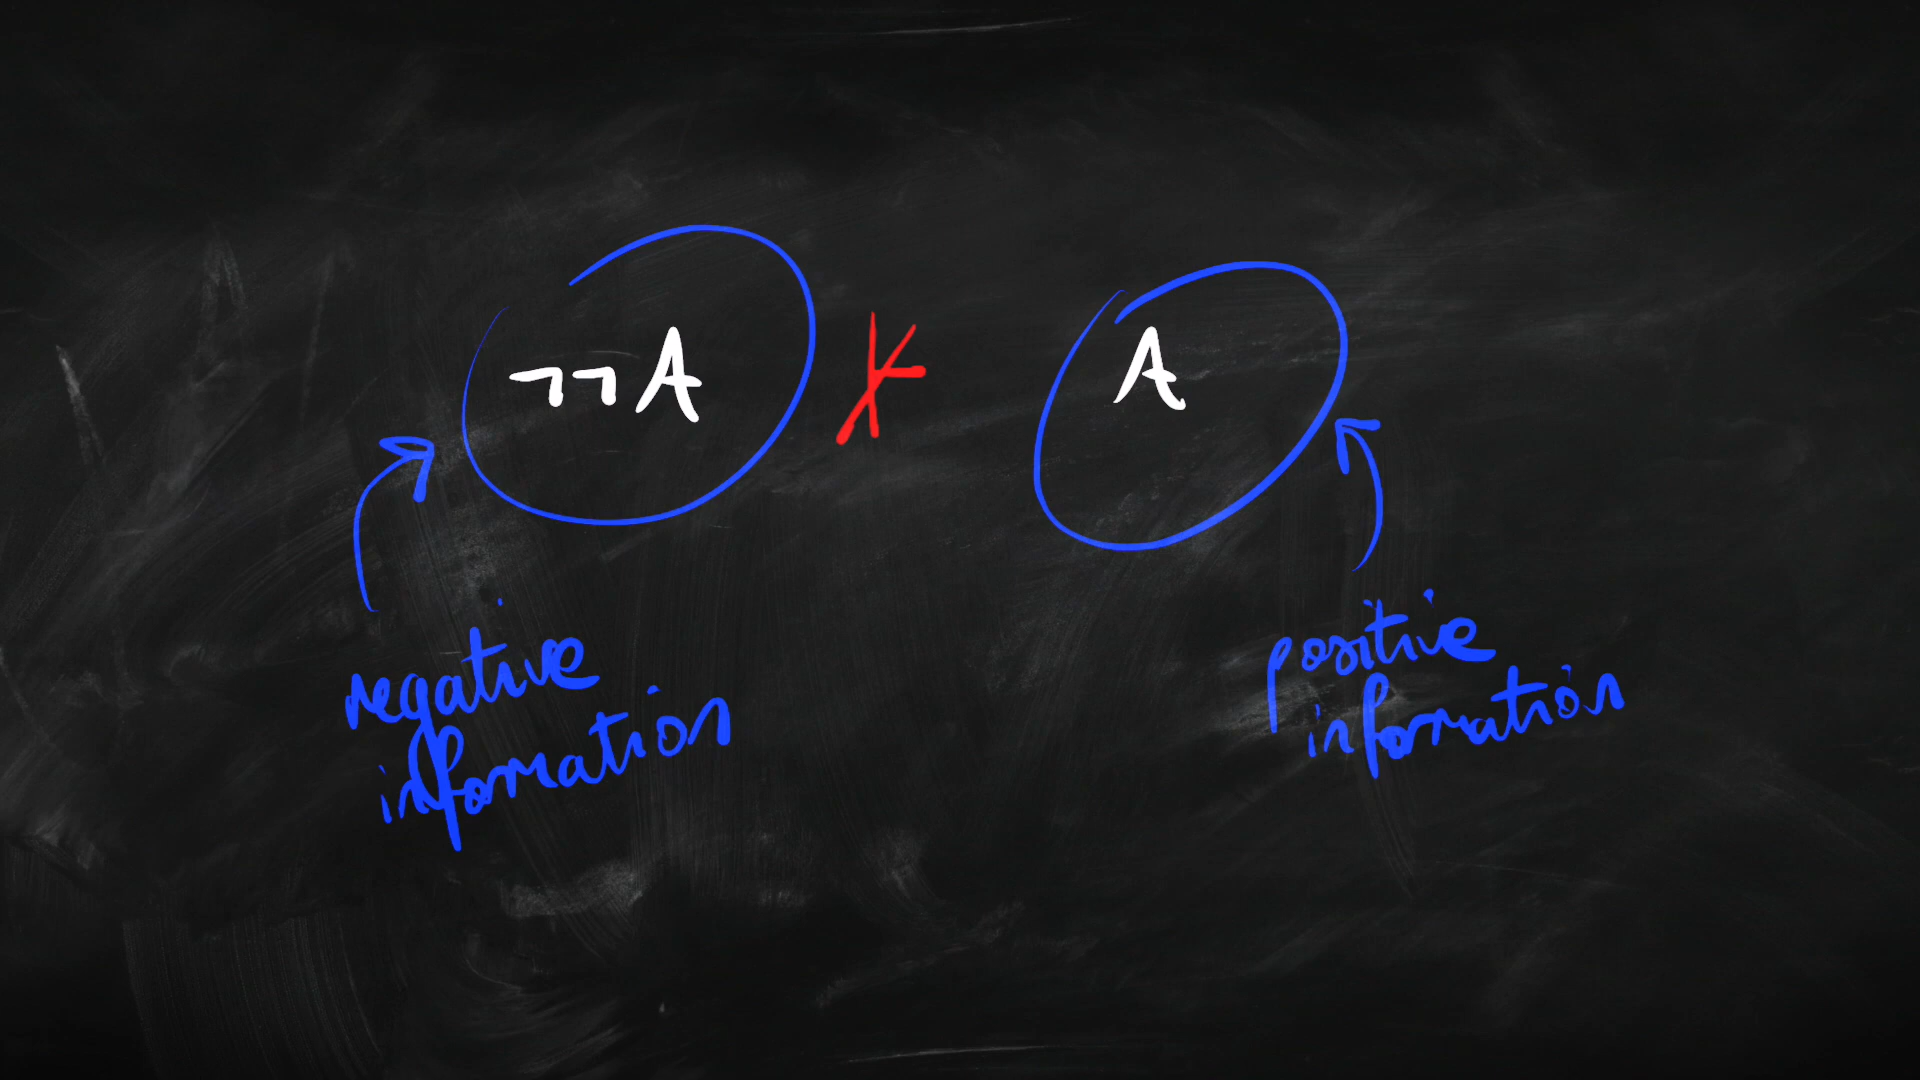 ¬¬A ⊬ A
negative
information
positive
information